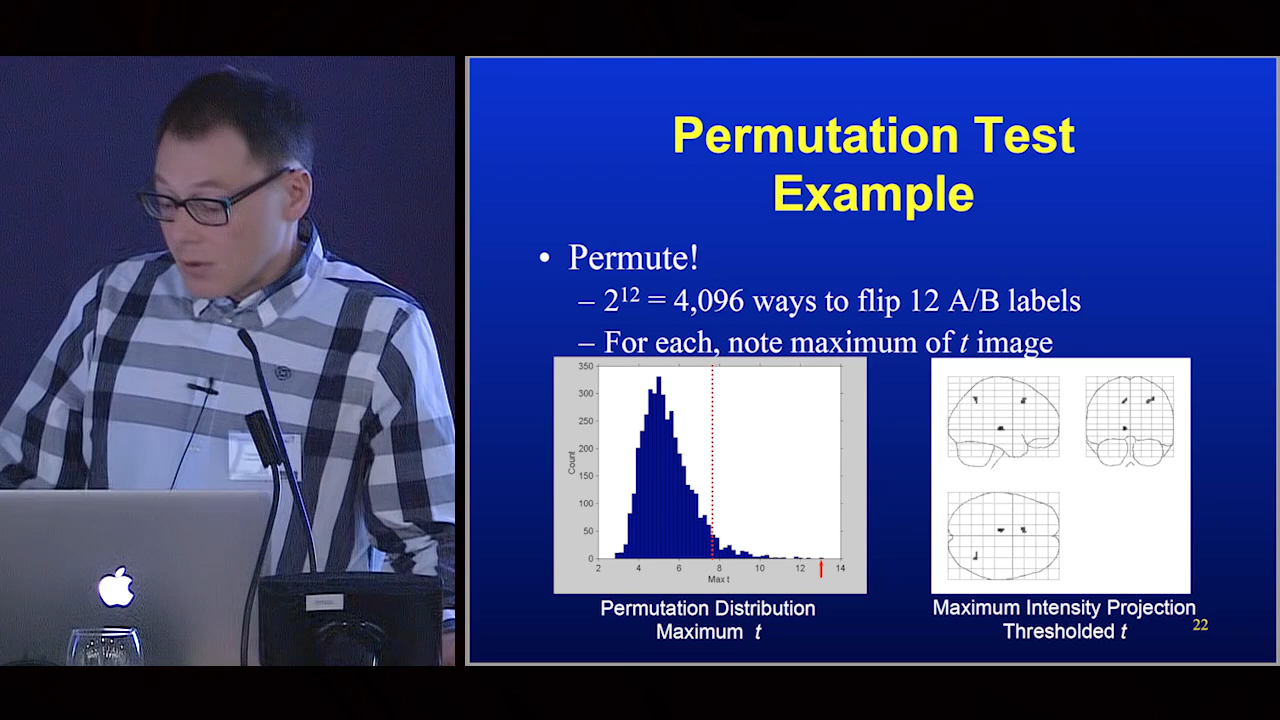 Permutation Test
Example
• Permute!
– 2¹² = 4,096 ways to flip 12 A/B labels
– For each, note maximum of t image
350
300
250
200
150
100
50
0
Count
2 4 6 8 10 12 14
Max t
Permutation Distribution
Maximum t
Maximum Intensity Projection
Thresholded t
22